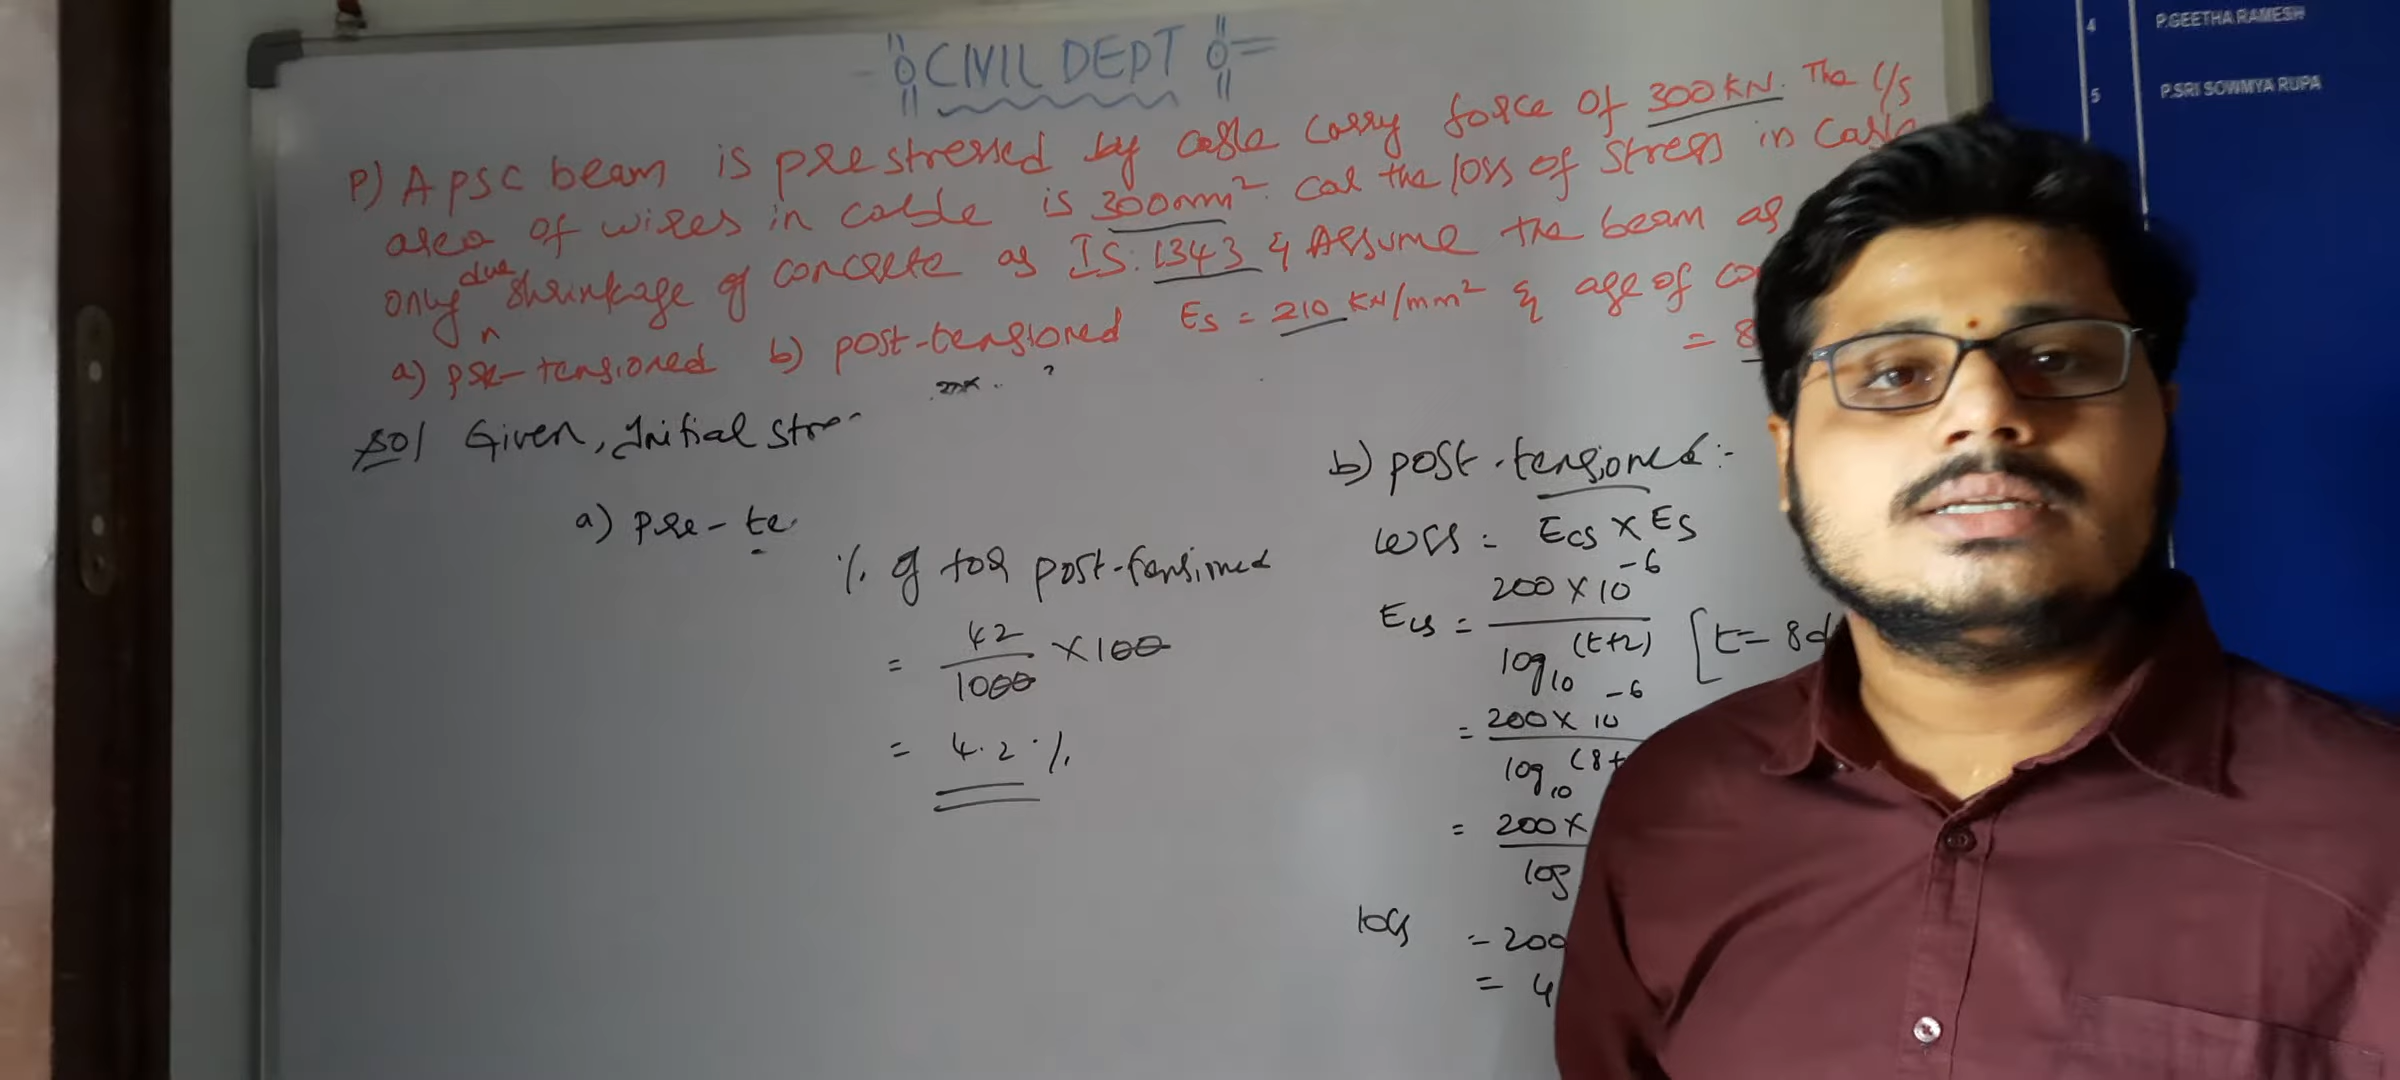 CIVIL DEPT
P) A PSC beam is prestressed by cable carry force of 300 KN. The C/S
area of wires in cable is 300mm². Cal the loss of stress in Cable
only due shrinkage of concrete as IS: 1343 & Assume the beam as
a) pre-tensioned b) post-tensioned Es = 210 KN/mm² & age of
= 8
Sol Given, Initial
a) pre-te
% of for post-tensioned
= 42/1000 × 100
= 4.2 %
b) post-tensioned:-
loss = Ecs × Es
Ecs = 200 × 10⁻⁶ / log₁₀(t+2) [t = 8d
= 200 × 10⁻⁶ / log₁₀(8+
= 200 × / log
loss = 200
= 4
4 P.GEETHA RAMESH
5 P.SRI SOWMYA RUPA